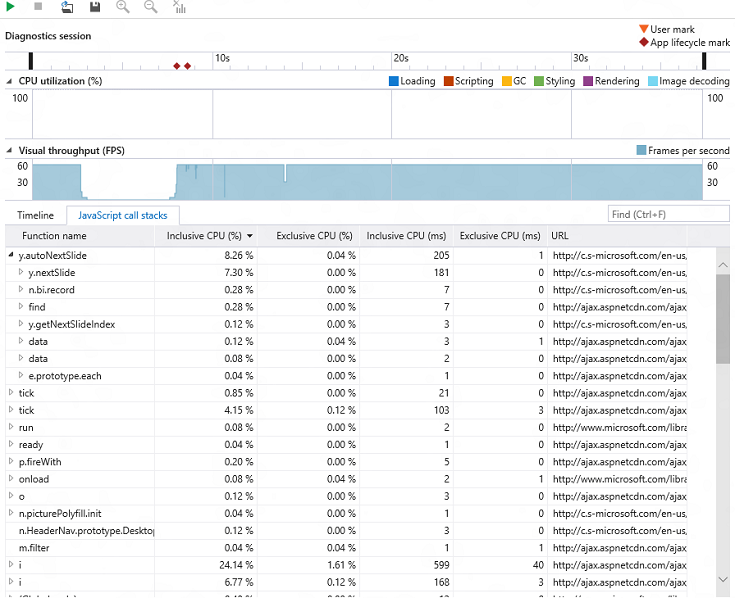 Diagnostics session
User mark
App lifecycle mark
10s 20s 30s
CPU utilization (%) Loading Scripting GC Styling Rendering Image decoding
100 100
Visual throughput (FPS) Frames per second
60 60
30 30
Timeline JavaScript call stacks Find (Ctrl+F)
Function name Inclusive CPU (%) Exclusive CPU (%) Inclusive CPU (ms) Exclusive CPU (ms) URL
y.autoNextSlide 8.26 % 0.04 % 205 1 http://c.s-microsoft.com/en-us,
y.nextSlide 7.30 % 0.00 % 181 0 http://c.s-microsoft.com/en-us,
n.bi.record 0.28 % 0.00 % 7 0 http://c.s-microsoft.com/en-us,
find 0.28 % 0.00 % 7 0 http://ajax.aspnetcdn.com/ajax
y.getNextSlideIndex 0.12 % 0.00 % 3 0 http://c.s-microsoft.com/en-us,
data 0.12 % 0.04 % 3 1 http://ajax.aspnetcdn.com/ajax
data 0.08 % 0.00 % 2 0 http://ajax.aspnetcdn.com/ajax
e.prototype.each 0.04 % 0.00 % 1 0 http://ajax.aspnetcdn.com/ajax
tick 0.85 % 0.00 % 21 0 http://ajax.aspnetcdn.com/ajax
tick 4.15 % 0.12 % 103 3 http://ajax.aspnetcdn.com/ajax
run 0.08 % 0.00 % 2 0 http://www.microsoft.com/libra
ready 0.04 % 0.00 % 1 0 http://ajax.aspnetcdn.com/ajax
p.fireWith 0.20 % 0.00 % 5 0 http://ajax.aspnetcdn.com/ajax
onload 0.08 % 0.04 % 2 1 http://www.microsoft.com/libra
o 0.12 % 0.00 % 3 0 http://ajax.aspnetcdn.com/ajax
n.picturePolyfill.init 0.04 % 0.00 % 1 0 http://c.s-microsoft.com/en-us,
n.HeaderNav.prototype.Deskto 0.12 % 0.00 % 3 0 http://c.s-microsoft.com/en-us,
m.filter 0.04 % 0.04 % 1 1 http://ajax.aspnetcdn.com/ajax
i 24.14 % 1.61 % 599 40 http://ajax.aspnetcdn.com/ajax
i 6.77 % 0.12 % 168 3 http://ajax.aspnetcdn.com/ajax